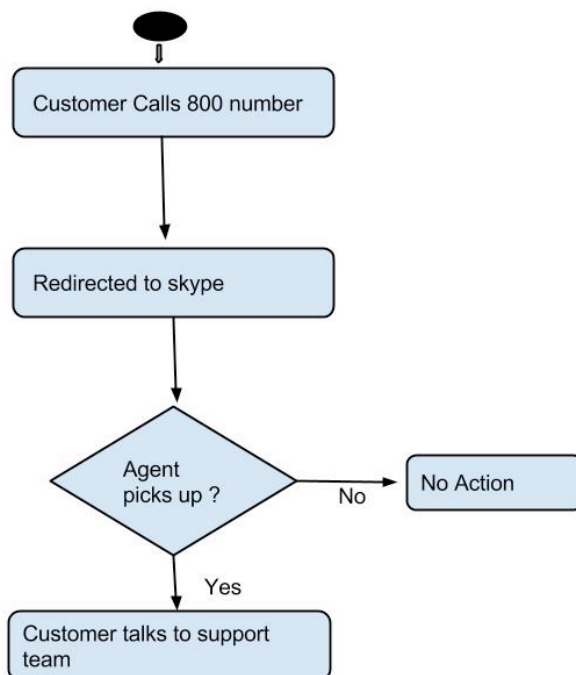 Customer Calls 800 number
Redirected to skype
Agent
picks up ?
No
No Action
Yes
Customer talks to support
team